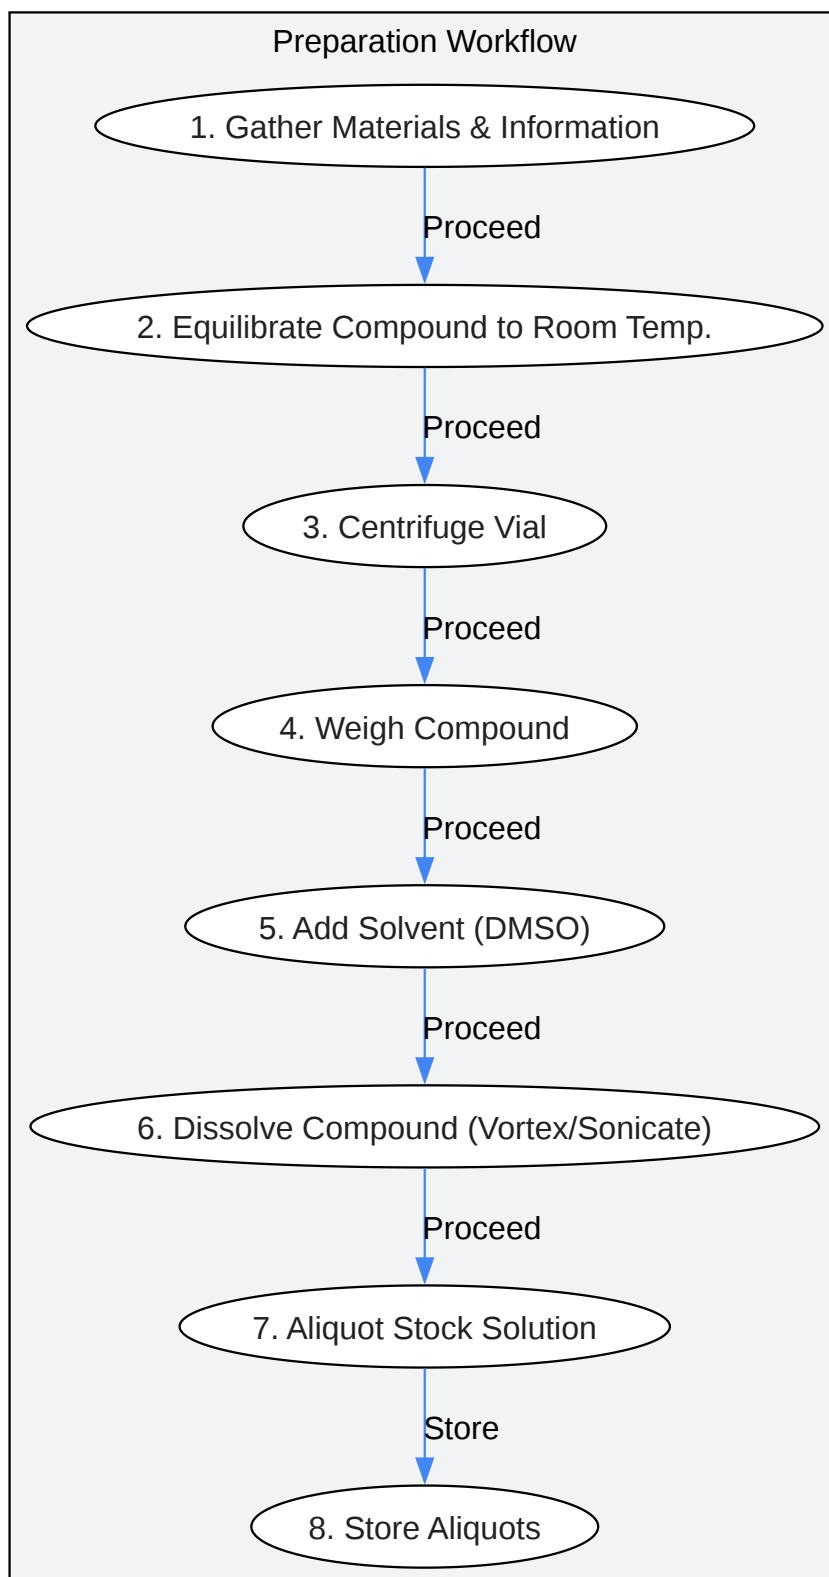 Preparation Workflow
1. Gather Materials & Information
Proceed
2. Equilibrate Compound to Room Temp.
Proceed
3. Centrifuge Vial
Proceed
4. Weigh Compound
Proceed
5. Add Solvent (DMSO)
Proceed
6. Dissolve Compound (Vortex/Sonicate)
Proceed
7. Aliquot Stock Solution
Store
8. Store Aliquots